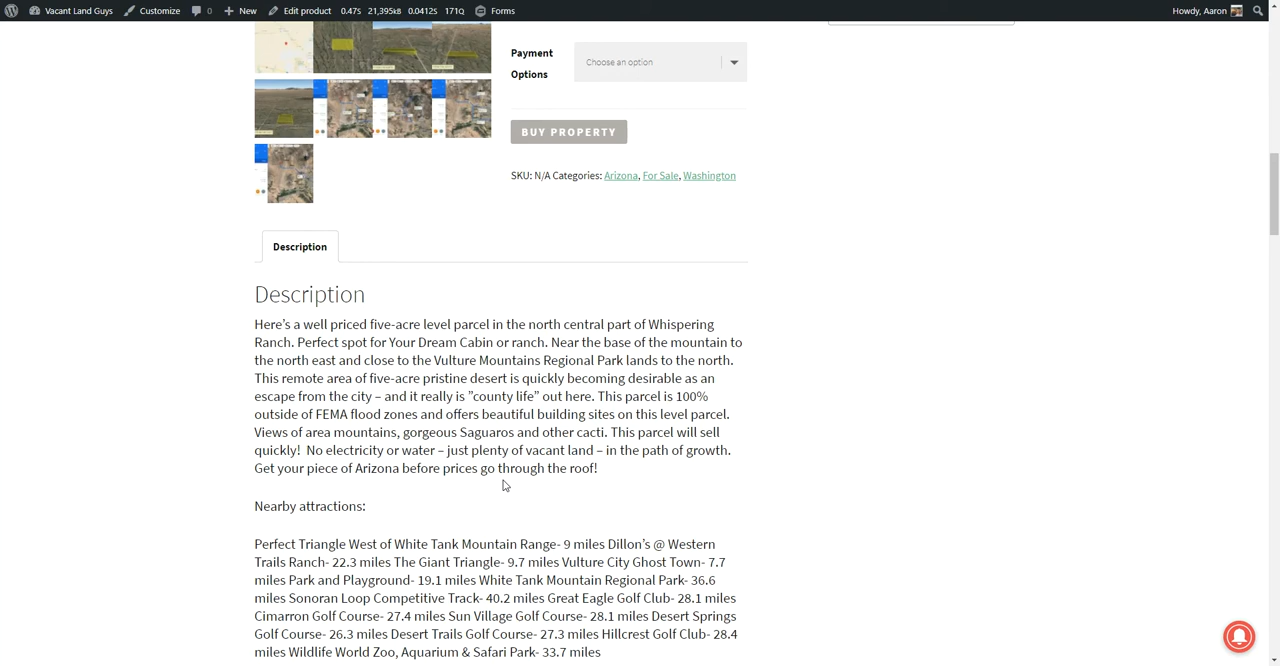 Vacant Land Guys Customize 0 New Edit product 0.47S 21,395kB 0.0412S 171Q Forms Howdy, Aaron
Payment Options
Choose an option
BUY PROPERTY
SKU: N/A Categories: Arizona, For Sale, Washington
Description
Description
Here's a well priced five-acre level parcel in the north central part of Whispering
Ranch. Perfect spot for Your Dream Cabin or ranch. Near the base of the mountain to
the north east and close to the Vulture Mountains Regional Park lands to the north.
This remote area of five-acre pristine desert is quickly becoming desirable as an
escape from the city – and it really is ”county life” out here. This parcel is 100%
outside of FEMA flood zones and offers beautiful building sites on this level parcel.
Views of area mountains, gorgeous Saguaros and other cacti. This parcel will sell
quickly!  No electricity or water – just plenty of vacant land – in the path of growth.
Get your piece of Arizona before prices go through the roof!
Nearby attractions:
Perfect Triangle West of White Tank Mountain Range- 9 miles Dillon's @ Western
Trails Ranch- 22.3 miles The Giant Triangle- 9.7 miles Vulture City Ghost Town- 7.7
miles Park and Playground- 19.1 miles White Tank Mountain Regional Park- 36.6
miles Sonoran Loop Competitive Track- 40.2 miles Great Eagle Golf Club- 28.1 miles
Cimarron Golf Course- 27.4 miles Sun Village Golf Course- 28.1 miles Desert Springs
Golf Course- 26.3 miles Desert Trails Golf Course- 27.3 miles Hillcrest Golf Club- 28.4
miles Wildlife World Zoo, Aquarium & Safari Park- 33.7 miles